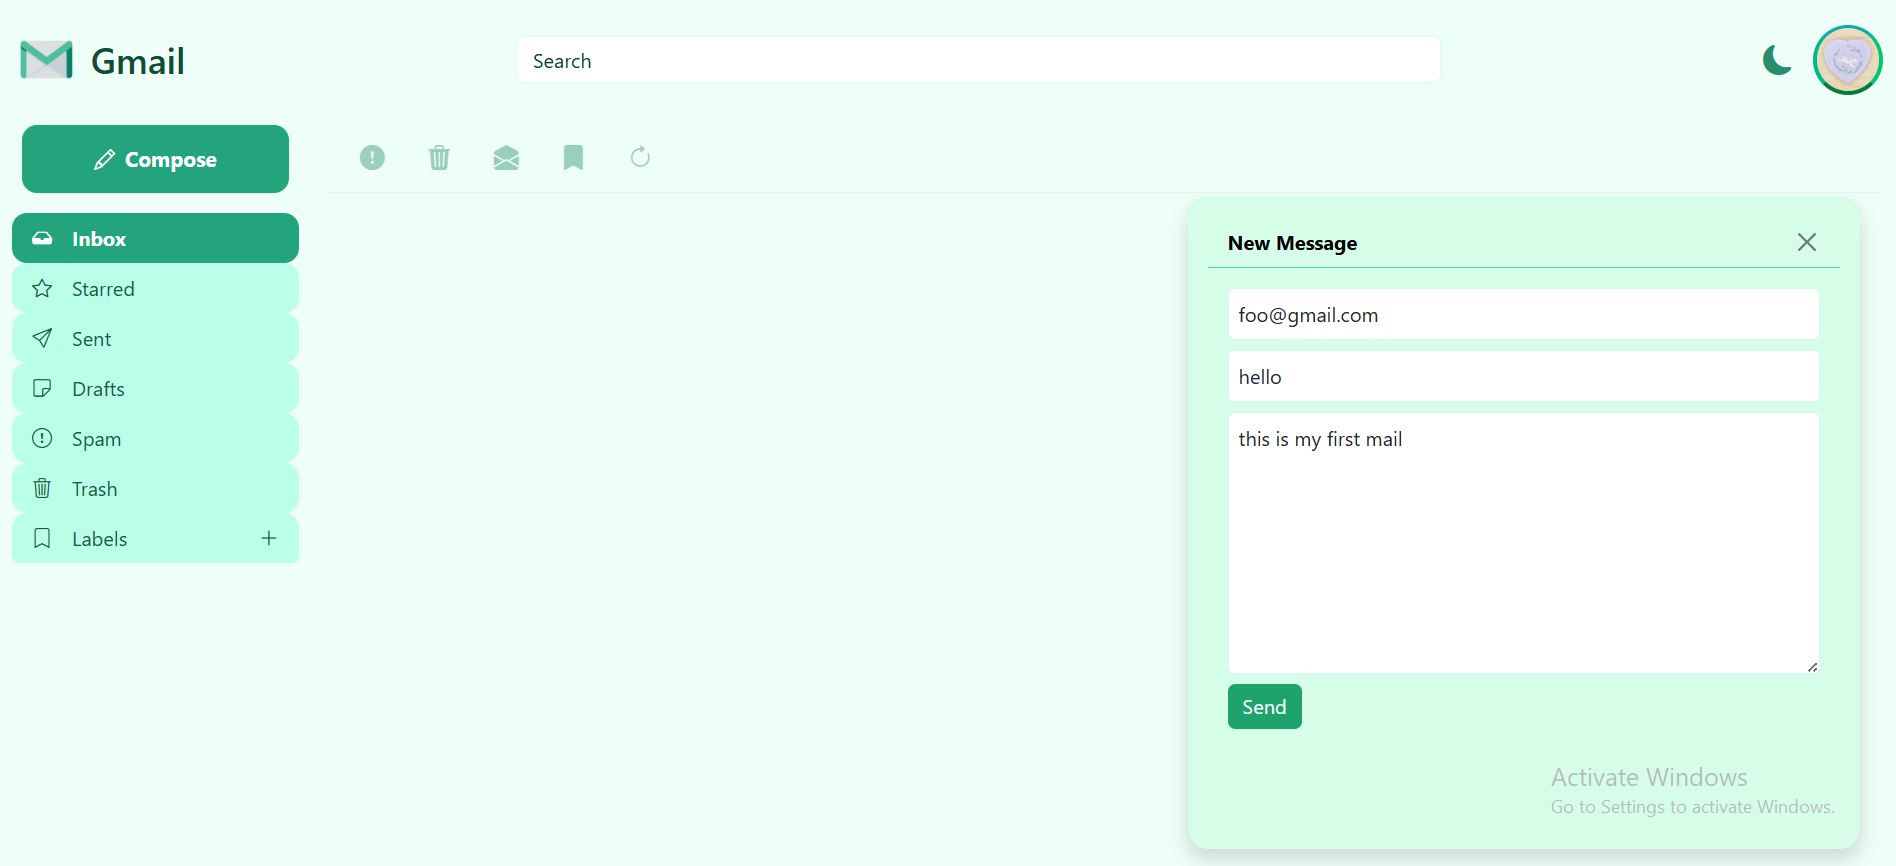 Gmail
Search
Compose
Inbox
Starred
Sent
Drafts
Spam
Trash
Labels
New Message
foo@gmail.com
hello
this is my first mail
Send
Activate Windows
Go to Settings to activate Windows.